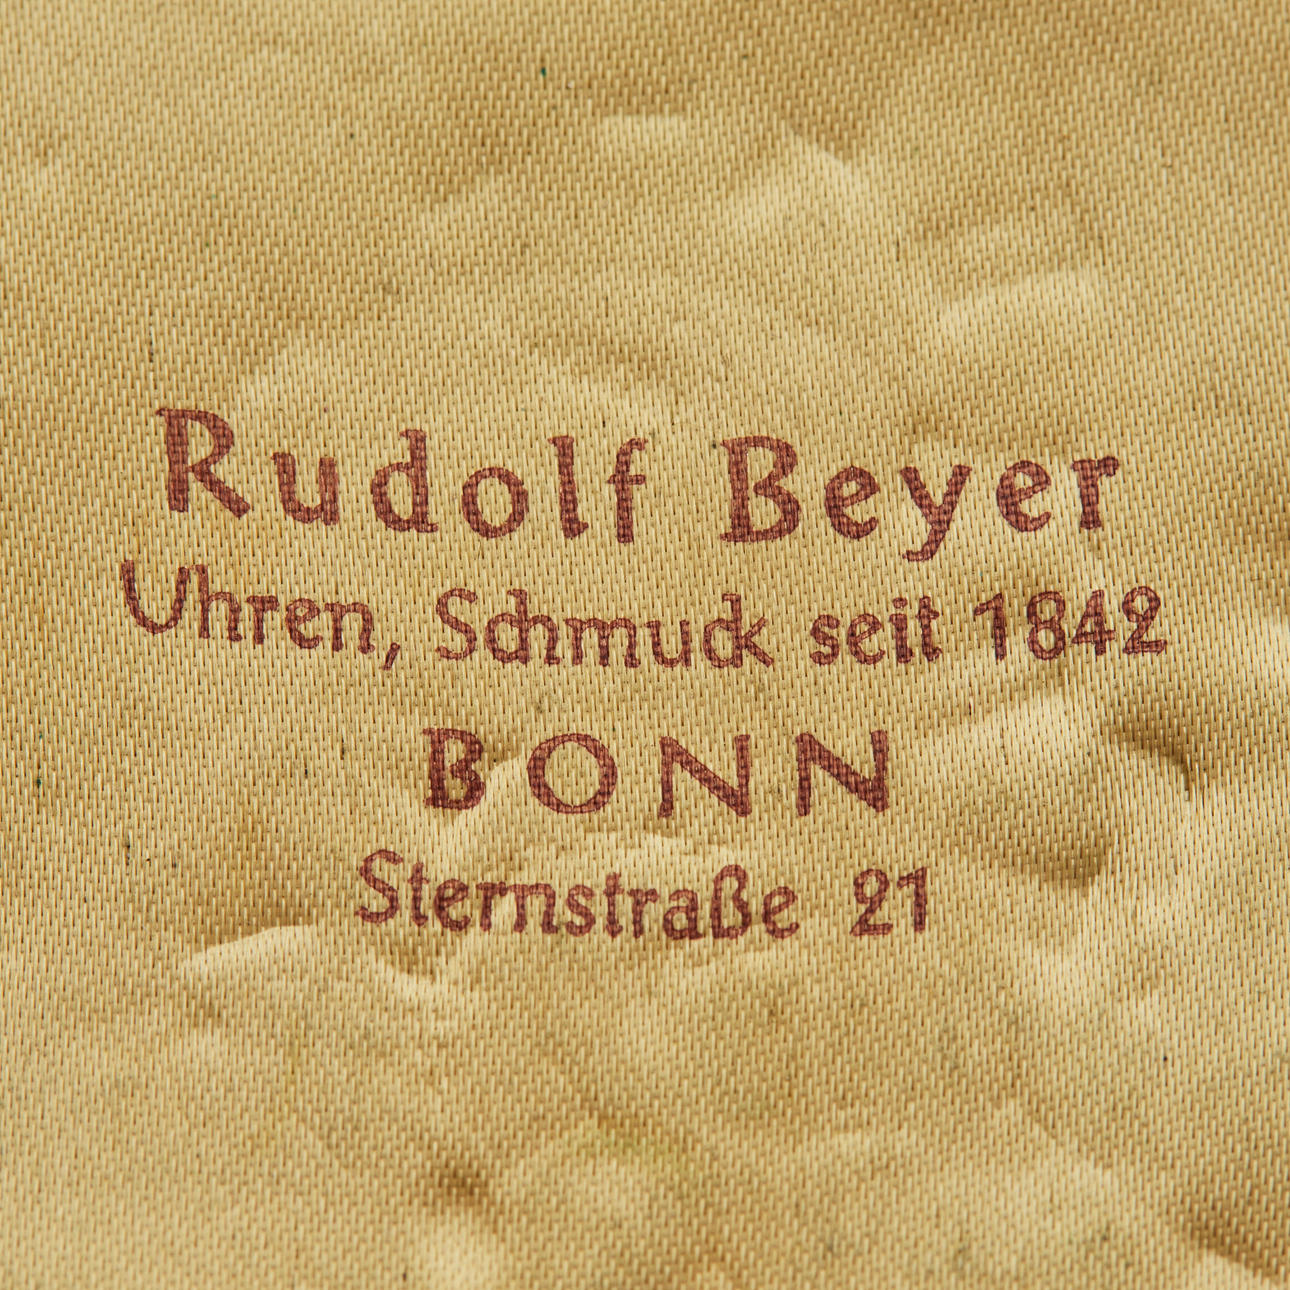 Rudolf Beyer
Uhren, Schmuck seit 1842
BONN
Sternstraße 21